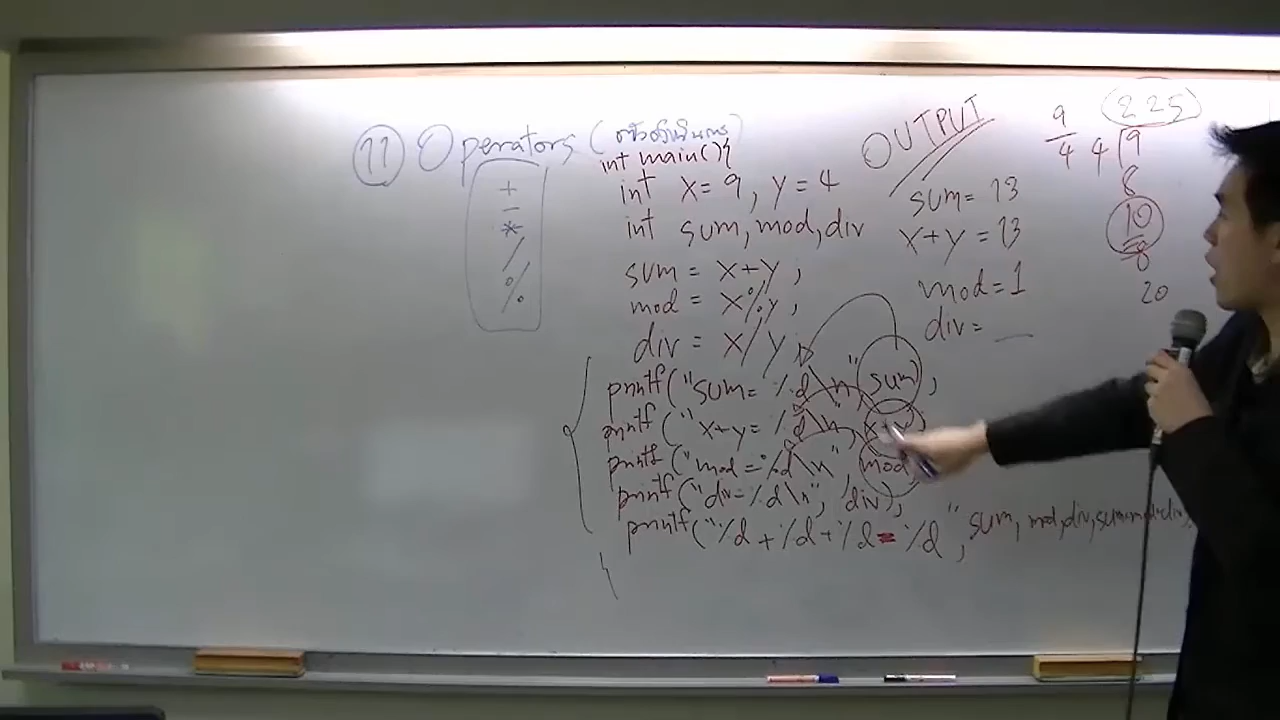 11 Operators (
+
-
*
/
%
int main(){
int x=9, y=4
int sum, mod, div
sum = x+y;
mod = x%y;
div = x/y;
printf("sum= %d\n", sum);
printf("x+y= %d\n", x+y
printf("mod=%d\n", mod
printf("div=%d\n", div);
printf("%d+%d+%d=%d", sum, mod, div,
}
OUTPUT
sum= 13
x+y=13
mod=1
div= __
9
4
2 25
4 9
8
10
8
20